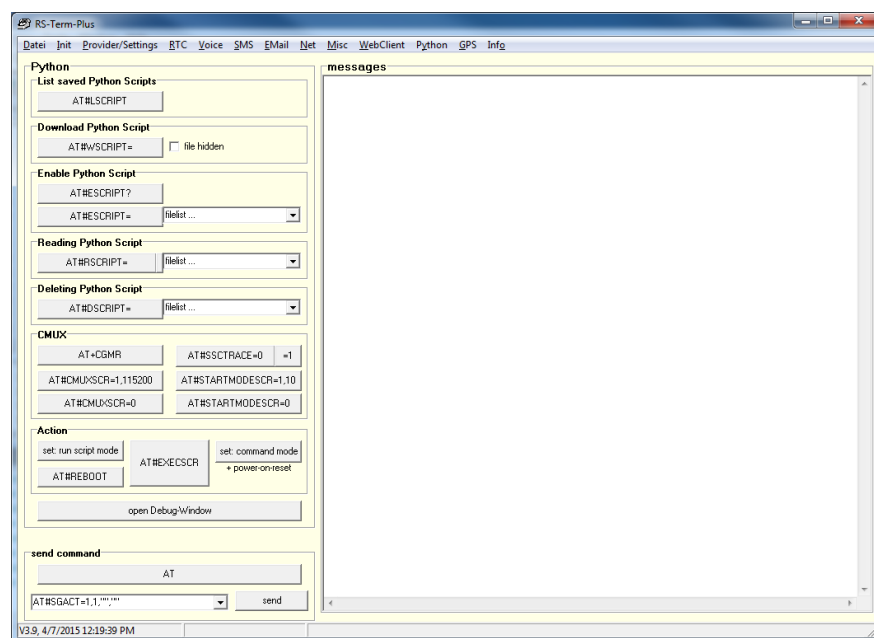 RS-Term-Plus
Datei Init Provider/Settings RTC Voice SMS EMail Net Misc WebClient Python GPS Info
Python
List saved Python Scripts
AT#LSCRIPT
Download Python Script
AT#WSCRIPT= file hidden
Enable Python Script
AT#ESCRIPT?
AT#ESCRIPT= filelist ...
Reading Python Script
AT#RSCRIPT= filelist ...
Deleting Python Script
AT#DSCRIPT= filelist ...
CMUX
AT+CGMR AT#SSCTRACE=0 =1
AT#CMUXSCR=1,115200 AT#STARTMODESCR=1,10
AT#CMUXSCR=0 AT#STARTMODESCR=0
Action
set: run script mode AT#EXECSCR set: command mode
AT#REBOOT + power-on-reset
open Debug-Window
send command
AT
AT#SGACT=1,1,"","" send
messages
V3.9, 4/7/2015 12:19:39 PM